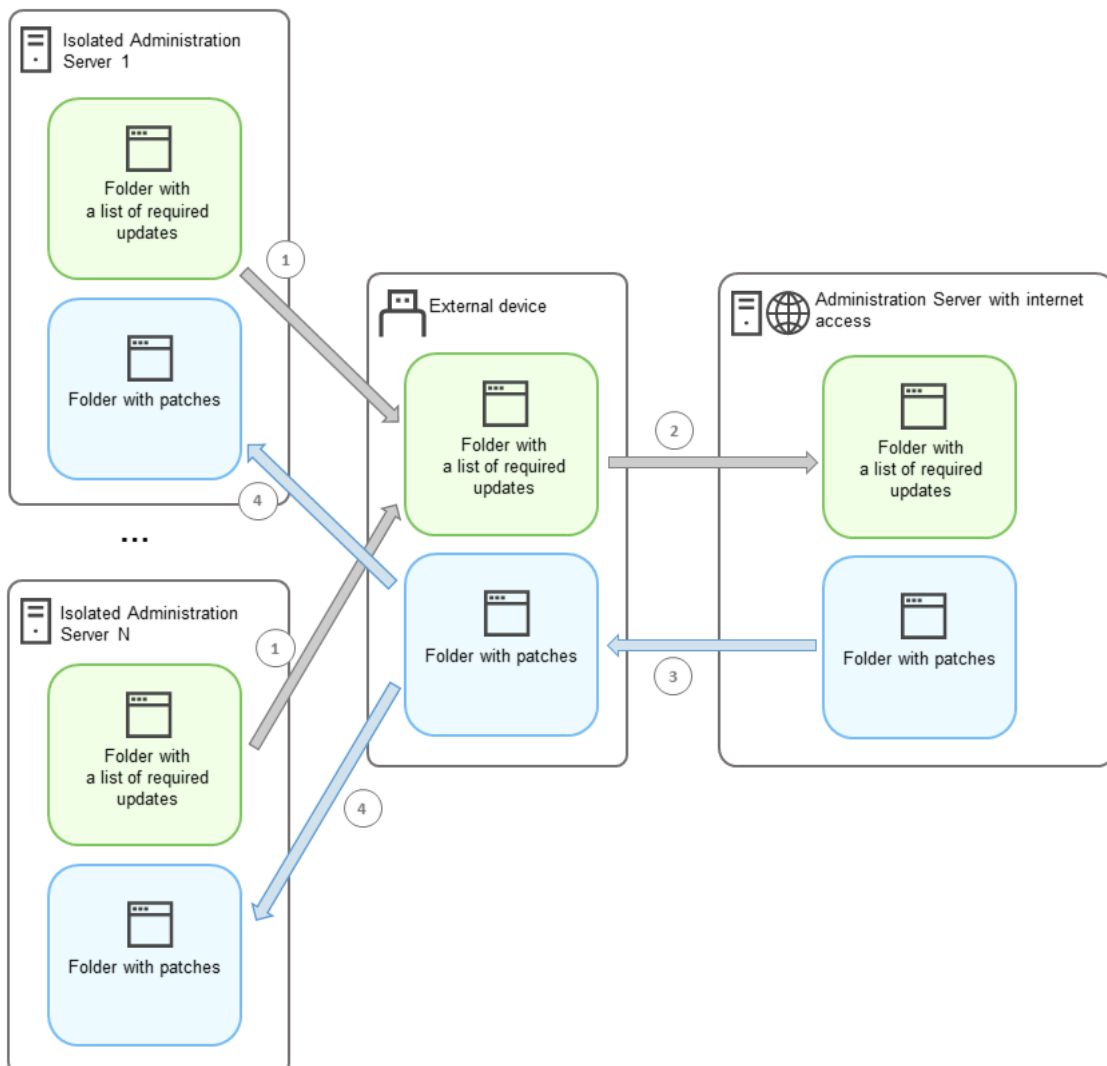 Isolated Administration
Server 1
Folder with
a list of required
updates
1
Folder with patches
4
...
Isolated Administration
Server N
1
Folder with
a list of required
updates
4
Folder with patches
External device
Folder with
a list of required
updates
2
Folder with patches
3
Administration Server with internet
access
Folder with
a list of required
updates
Folder with patches